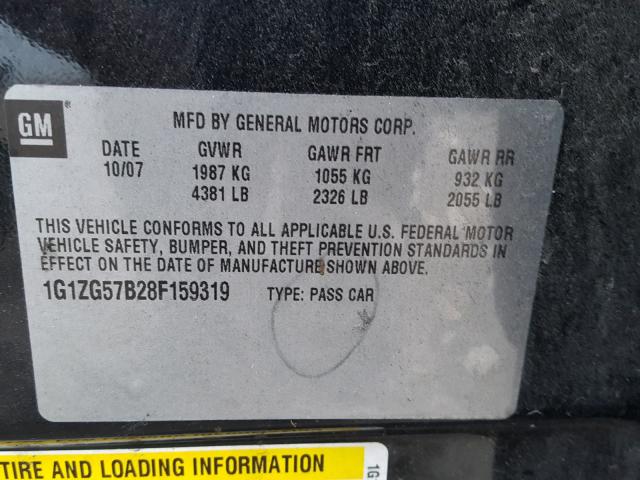 GM
MFD BY GENERAL MOTORS CORP.
DATE GVWR GAWR FRT GAWR RR
10/07 1987 KG 1055 KG 932 KG
4381 LB 2326 LB 2055 LB
THIS VEHICLE CONFORMS TO ALL APPLICABLE U.S. FEDERAL MOTOR
VEHICLE SAFETY, BUMPER, AND THEFT PREVENTION STANDARDS IN
EFFECT ON THE DATE OF MANUFACTURE SHOWN ABOVE.
1G1ZG57B28F159319 TYPE: PASS CAR
TIRE AND LOADING INFORMATION
1G